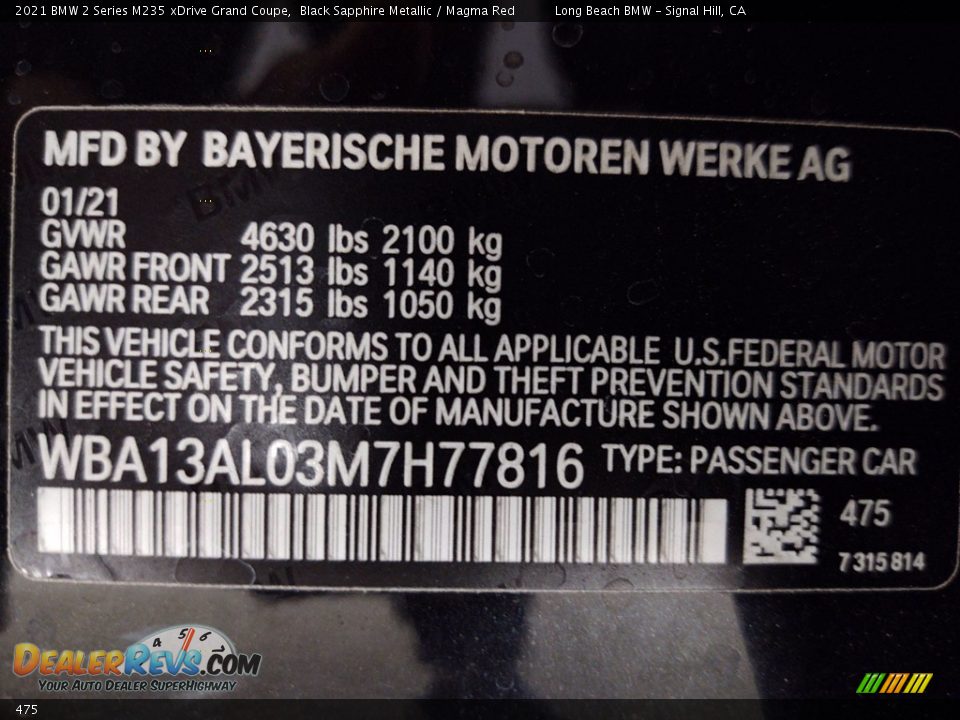 2021 BMW 2 Series M235 xDrive Grand Coupe, Black Sapphire Metallic / Magma Red Long Beach BMW - Signal Hill, CA
MFD BY BAYERISCHE MOTOREN WERKE AG
01/21
GVWR 4630 lbs 2100 kg
GAWR FRONT 2513 lbs 1140 kg
GAWR REAR 2315 lbs 1050 kg
THIS VEHICLE CONFORMS TO ALL APPLICABLE U.S.FEDERAL MOTOR
VEHICLE SAFETY, BUMPER AND THEFT PREVENTION STANDARDS
IN EFFECT ON THE DATE OF MANUFACTURE SHOWN ABOVE.
WBA13AL03M7H77816 TYPE: PASSENGER CAR
475
7315814
4 5 6
DEALERREVS.COM
YOUR AUTO DEALER SUPERHIGHWAY
475